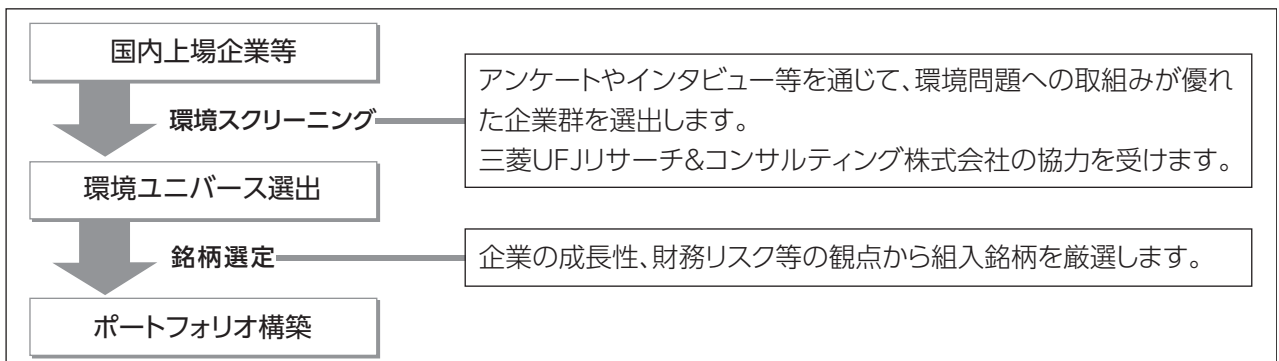 国内上場企業等
環境スクリーニング
アンケートやインタビュー等を通じて、環境問題への取組みが優れ
た企業群を選出します。
三菱UFJリサーチ&コンサルティング株式会社の協力を受けます。
環境ユニバース選出
銘柄選定
企業の成長性、財務リスク等の観点から組入銘柄を厳選します。
ポートフォリオ構築